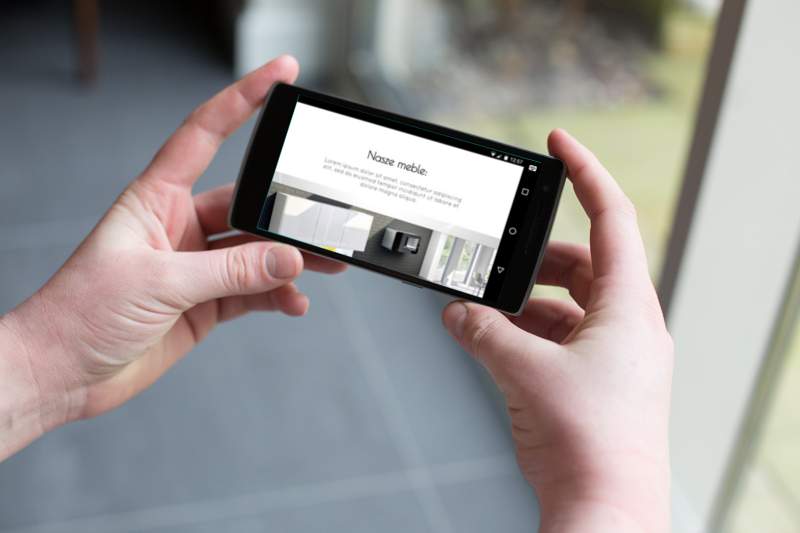 12:57
Nasze meble:
Lorem ipsum dolor sit amet, consectetur adipiscing
elit, sed do eiusmod tempor incididunt ut labore et
dolore magna aliqua.